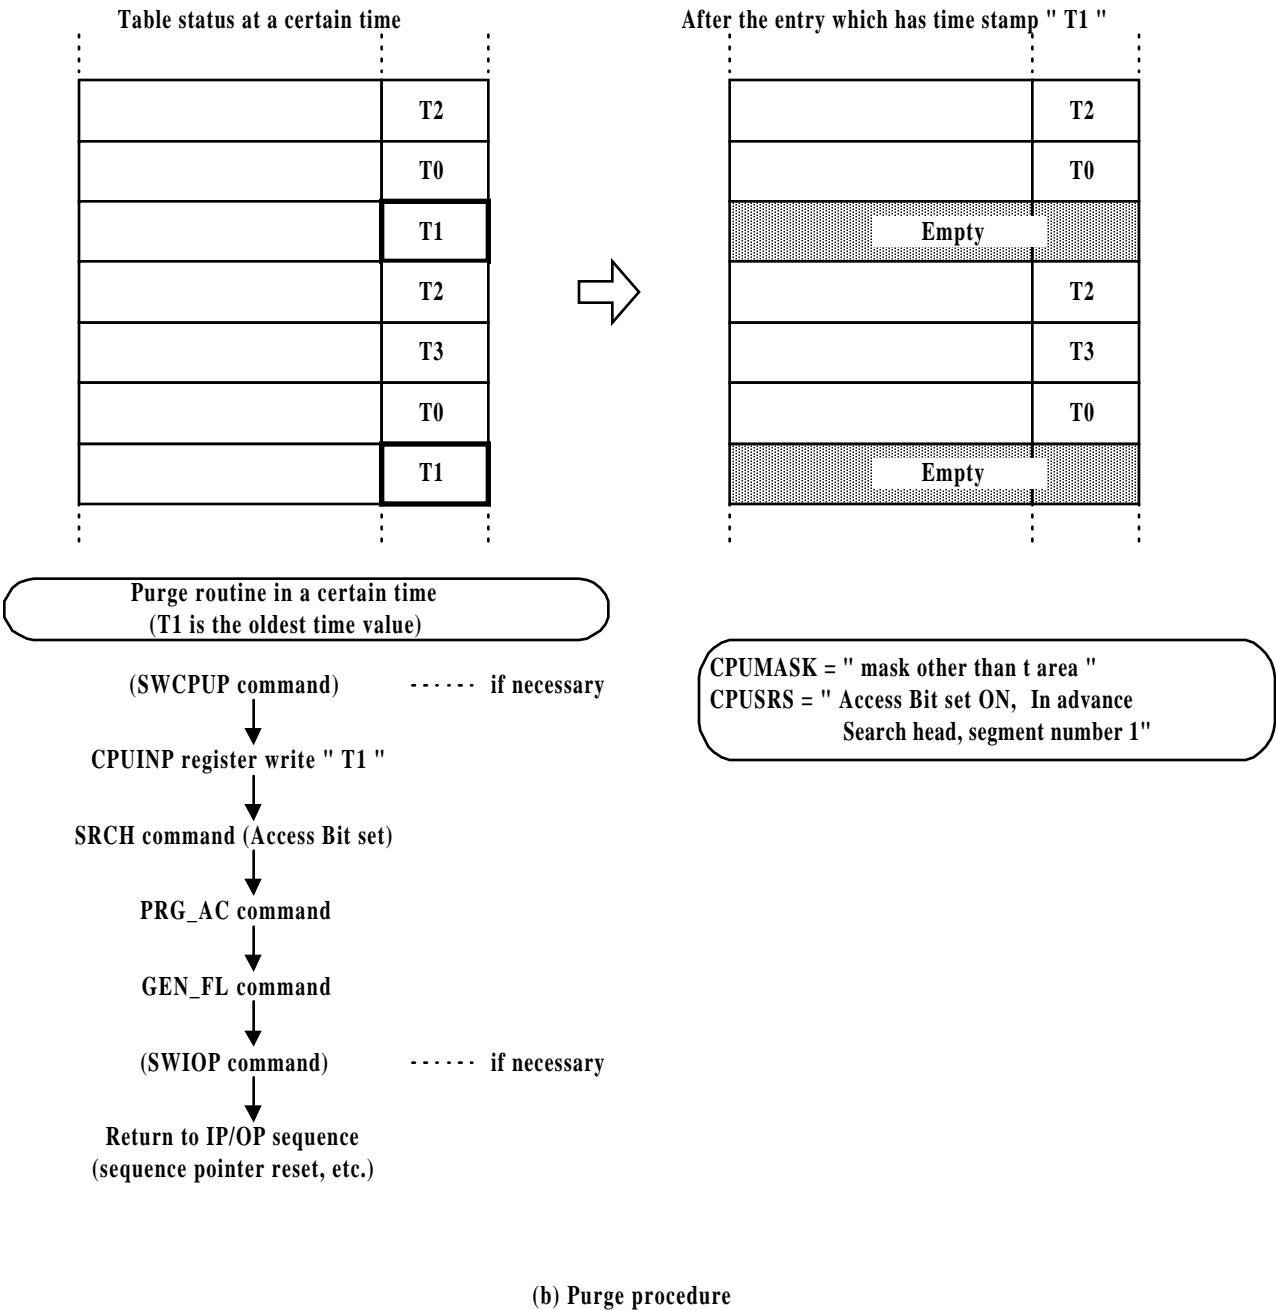 Table status at a certain time
After the entry which has time stamp " T1 "
T2
T0
T1
T2
T3
T0
T1
T2
T0
Empty
T2
T3
T0
Empty
Purge routine in a certain time
(T1 is the oldest time value)
(SWCPUP command) ------ if necessary
CPUINP register write " T1 "
SRCH command (Access Bit set)
PRG_AC command
GEN_FL command
(SWIOP command) ------ if necessary
Return to IP/OP sequence
(sequence pointer reset, etc.)
CPUMASK = " mask other than t area "
CPUSRS = " Access Bit set ON, In advance
Search head, segment number 1"
(b) Purge procedure